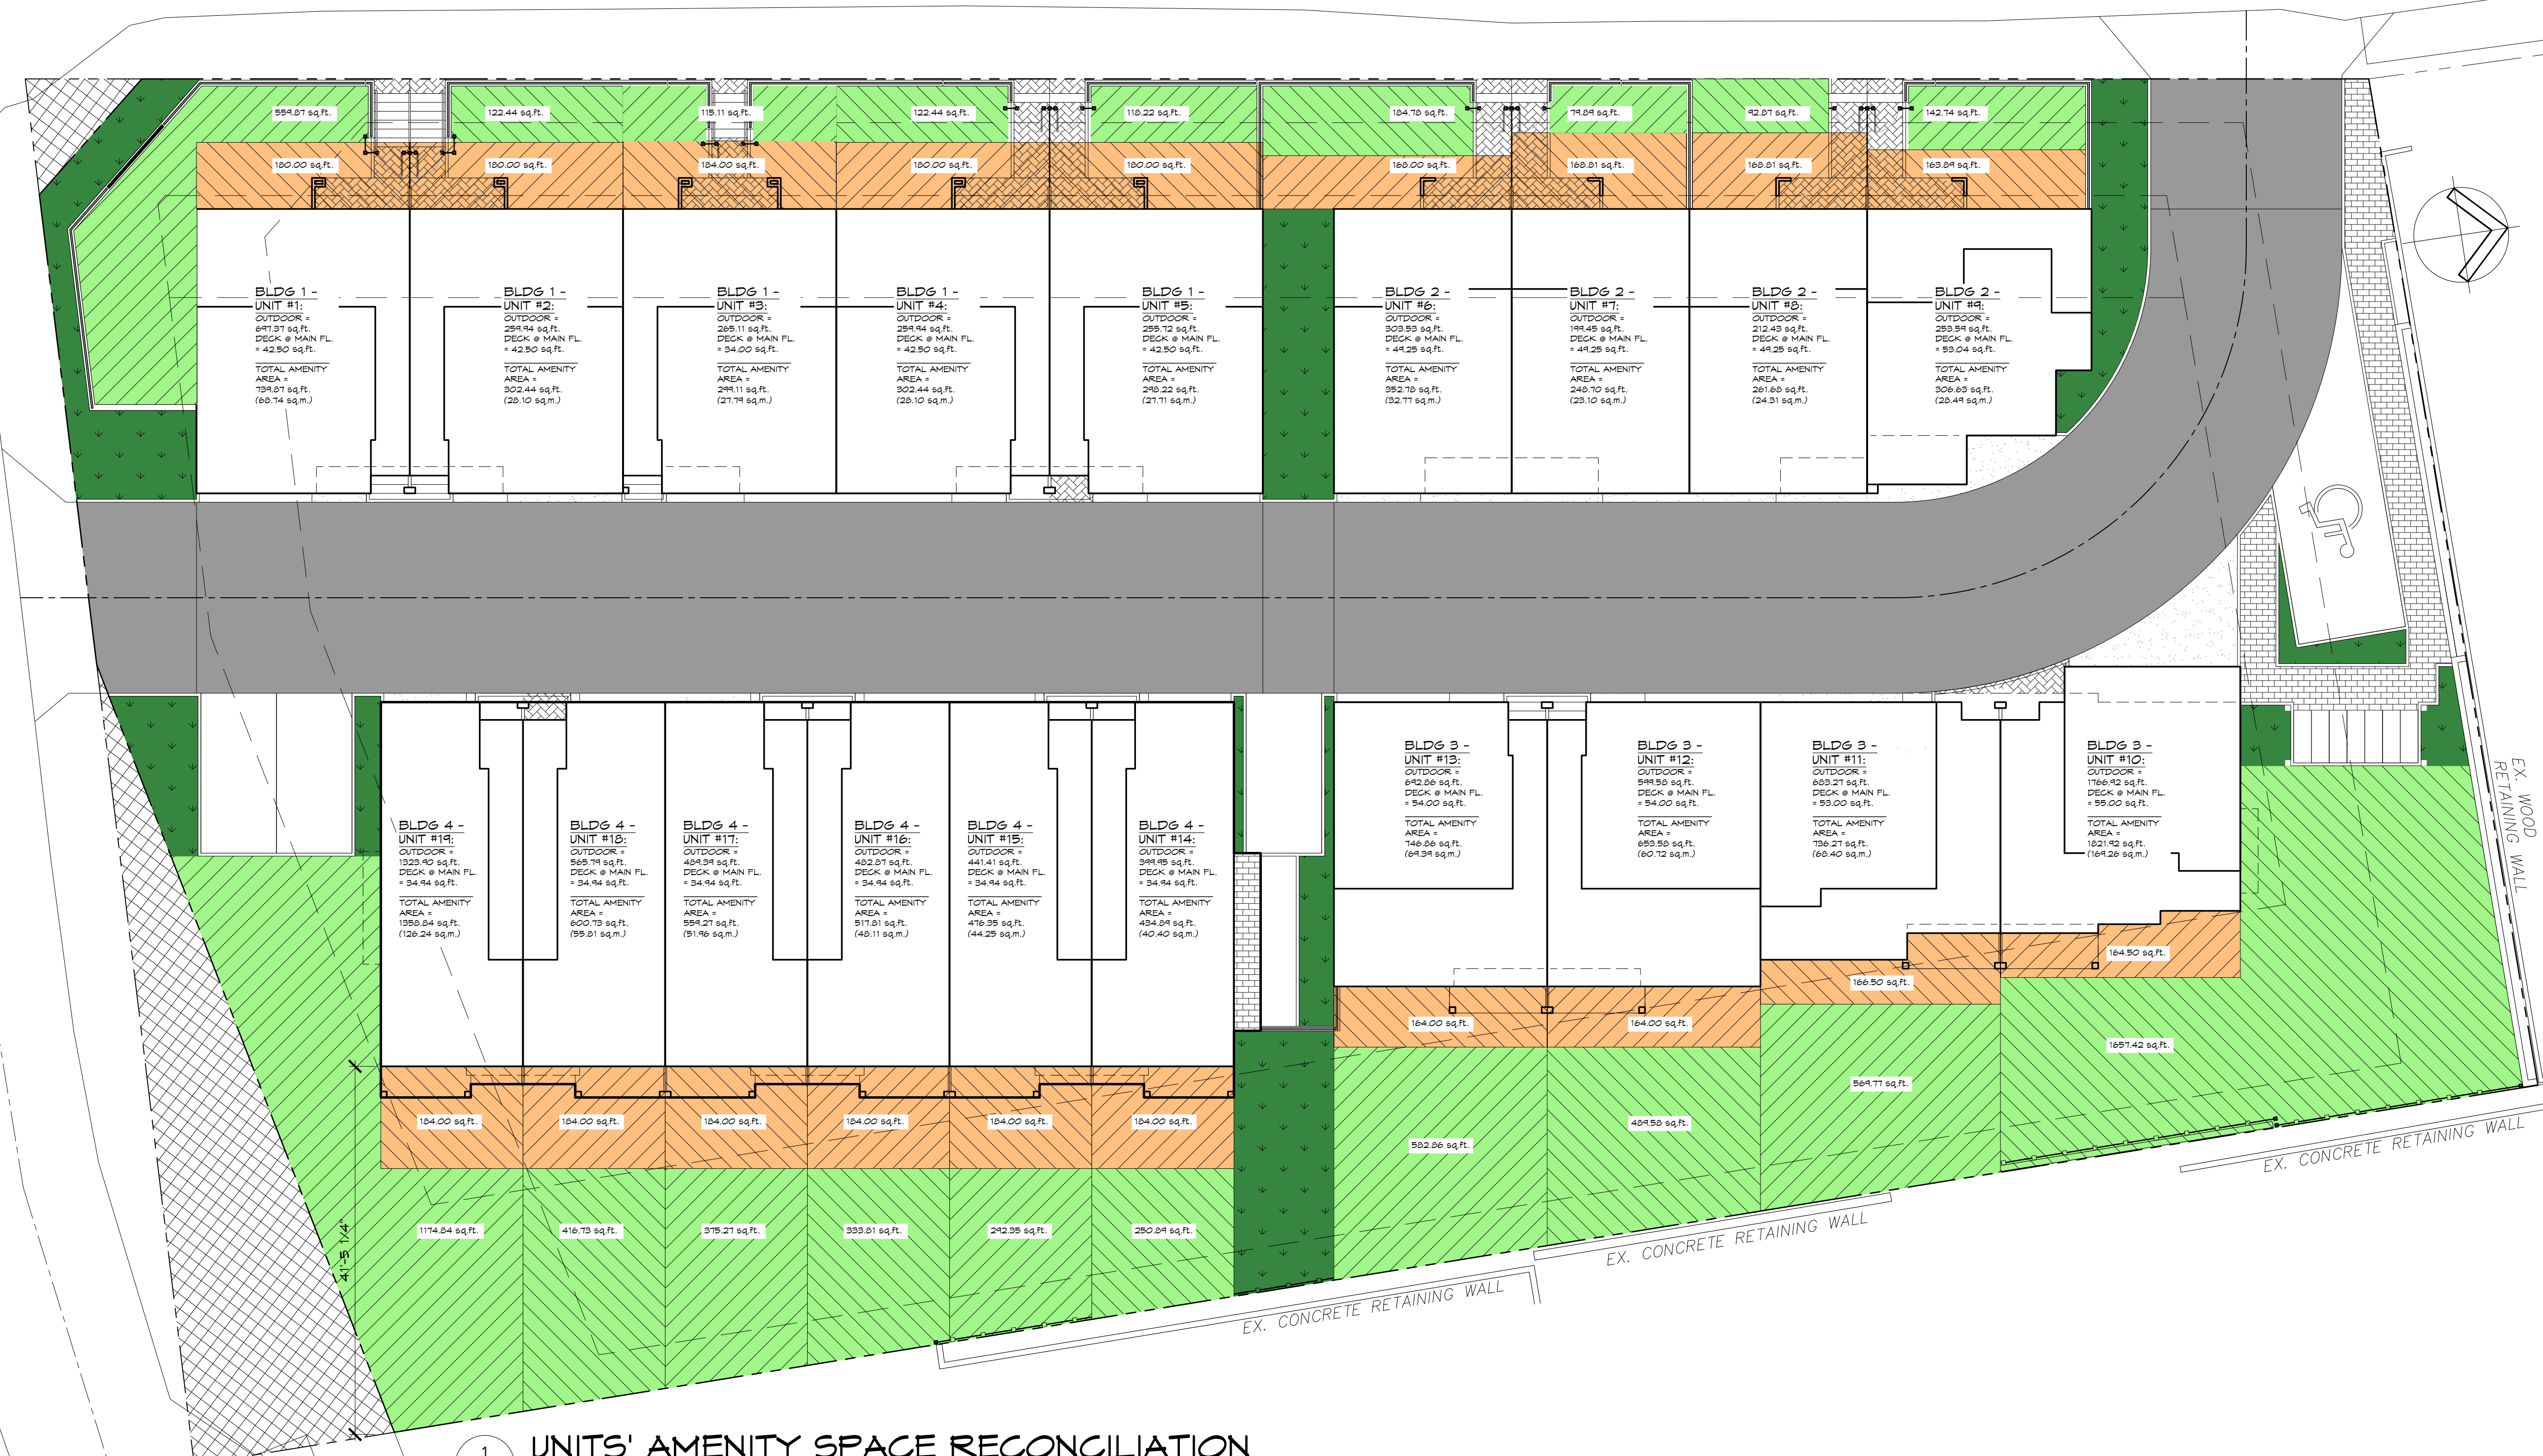 559.87 sq.ft.
122.44 sq.ft.
115.11 sq.ft.
122.44 sq.ft.
118.22 sq.ft.
184.78 sq.ft.
79.89 sq.ft.
92.87 sq.ft.
142.74 sq.ft.
180.00 sq.ft.
180.00 sq.ft.
184.00 sq.ft.
180.00 sq.ft.
180.00 sq.ft.
168.00 sq.ft.
168.81 sq.ft.
168.81 sq.ft.
163.89 sq.ft.
BLDG 1 -
UNIT #1:
OUTDOOR =
697.37 sq.ft.
DECK @ MAIN FL.
= 42.50 sq.ft.
TOTAL AMENITY
AREA =
739.87 sq.ft.
(68.74 sq.m.)
BLDG 1 -
UNIT #2:
OUTDOOR =
259.94 sq.ft.
DECK @ MAIN FL.
= 42.50 sq.ft.
TOTAL AMENITY
AREA =
302.44 sq.ft.
(28.10 sq.m.)
BLDG 1 -
UNIT #3:
OUTDOOR =
265.11 sq.ft.
DECK @ MAIN FL.
= 34.00 sq.ft.
TOTAL AMENITY
AREA =
299.11 sq.ft.
(27.79 sq.m.)
BLDG 1 -
UNIT #4:
OUTDOOR =
259.94 sq.ft.
DECK @ MAIN FL.
= 42.50 sq.ft.
TOTAL AMENITY
AREA =
302.44 sq.ft.
(28.10 sq.m.)
BLDG 1 -
UNIT #5:
OUTDOOR =
255.72 sq.ft.
DECK @ MAIN FL.
= 42.50 sq.ft.
TOTAL AMENITY
AREA =
298.22 sq.ft.
(27.71 sq.m.)
BLDG 2 -
UNIT #6:
OUTDOOR =
303.53 sq.ft.
DECK @ MAIN FL.
= 49.25 sq.ft.
TOTAL AMENITY
AREA =
352.78 sq.ft.
(32.77 sq.m.)
BLDG 2 -
UNIT #7:
OUTDOOR =
199.45 sq.ft.
DECK @ MAIN FL.
= 49.25 sq.ft.
TOTAL AMENITY
AREA =
248.70 sq.ft.
(23.10 sq.m.)
BLDG 2 -
UNIT #8:
OUTDOOR =
212.43 sq.ft.
DECK @ MAIN FL.
= 49.25 sq.ft.
TOTAL AMENITY
AREA =
261.68 sq.ft.
(24.31 sq.m.)
BLDG 2 -
UNIT #9:
OUTDOOR =
253.59 sq.ft.
DECK @ MAIN FL.
= 53.04 sq.ft.
TOTAL AMENITY
AREA =
306.63 sq.ft.
(28.49 sq.m.)
BLDG 4 -
UNIT #19:
OUTDOOR =
1323.90 sq.ft.
DECK @ MAIN FL.
= 34.94 sq.ft.
TOTAL AMENITY
AREA =
1358.84 sq.ft.
(126.24 sq.m.)
BLDG 4 -
UNIT #18:
OUTDOOR =
565.79 sq.ft.
DECK @ MAIN FL.
= 34.94 sq.ft.
TOTAL AMENITY
AREA =
600.73 sq.ft.
(55.81 sq.m.)
BLDG 4 -
UNIT #17:
OUTDOOR =
489.39 sq.ft.
DECK @ MAIN FL.
= 34.94 sq.ft.
TOTAL AMENITY
AREA =
559.27 sq.ft.
(51.96 sq.m.)
BLDG 4 -
UNIT #16:
OUTDOOR =
482.87 sq.ft.
DECK @ MAIN FL.
= 34.94 sq.ft.
TOTAL AMENITY
AREA =
517.81 sq.ft.
(48.11 sq.m.)
BLDG 4 -
UNIT #15:
OUTDOOR =
441.41 sq.ft.
DECK @ MAIN FL.
= 34.94 sq.ft.
TOTAL AMENITY
AREA =
476.35 sq.ft.
(44.25 sq.m.)
BLDG 4 -
UNIT #14:
OUTDOOR =
399.95 sq.ft.
DECK @ MAIN FL.
= 34.94 sq.ft.
TOTAL AMENITY
AREA =
434.89 sq.ft.
(40.40 sq.m.)
BLDG 3 -
UNIT #13:
OUTDOOR =
692.86 sq.ft.
DECK @ MAIN FL.
= 54.00 sq.ft.
TOTAL AMENITY
AREA =
746.86 sq.ft.
(69.39 sq.m.)
BLDG 3 -
UNIT #12:
OUTDOOR =
599.58 sq.ft.
DECK @ MAIN FL.
= 54.00 sq.ft.
TOTAL AMENITY
AREA =
653.58 sq.ft.
(60.72 sq.m.)
BLDG 3 -
UNIT #11:
OUTDOOR =
683.27 sq.ft.
DECK @ MAIN FL.
= 53.00 sq.ft.
TOTAL AMENITY
AREA =
736.27 sq.ft.
(68.40 sq.m.)
BLDG 3 -
UNIT #10:
OUTDOOR =
1766.92 sq.ft.
DECK @ MAIN FL.
= 55.00 sq.ft.
TOTAL AMENITY
AREA =
1821.92 sq.ft.
(169.26 sq.m.)
EX. WOOD
RETAINING WALL
164.50 sq.ft.
166.50 sq.ft.
164.00 sq.ft.
164.00 sq.ft.
1657.42 sq.ft.
569.77 sq.ft.
489.58 sq.ft.
582.86 sq.ft.
184.00 sq.ft.
184.00 sq.ft.
184.00 sq.ft.
184.00 sq.ft.
184.00 sq.ft.
184.00 sq.ft.
1174.84 sq.ft.
416.73 sq.ft.
375.27 sq.ft.
333.81 sq.ft.
292.35 sq.ft.
250.89 sq.ft.
41'-5 1/4"
EX. CONCRETE RETAINING WALL
EX. CONCRETE RETAINING WALL
EX. CONCRETE RETAINING WALL
1
UNITS' AMENITY SPACE RECONCILIATION